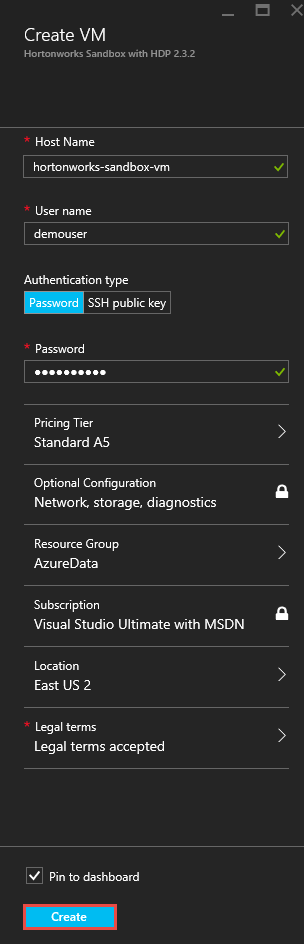 Create VM
Hortonworks Sandbox with HDP 2.3.2
* Host Name
hortonworks-sandbox-vm
* User name
demouser
Authentication type
Password SSH public key
* Password
••••••••••
Pricing Tier
Standard A5
Optional Configuration
Network, storage, diagnostics
Resource Group
AzureData
Subscription
Visual Studio Ultimate with MSDN
Location
East US 2
* Legal terms
Legal terms accepted
Pin to dashboard
Create